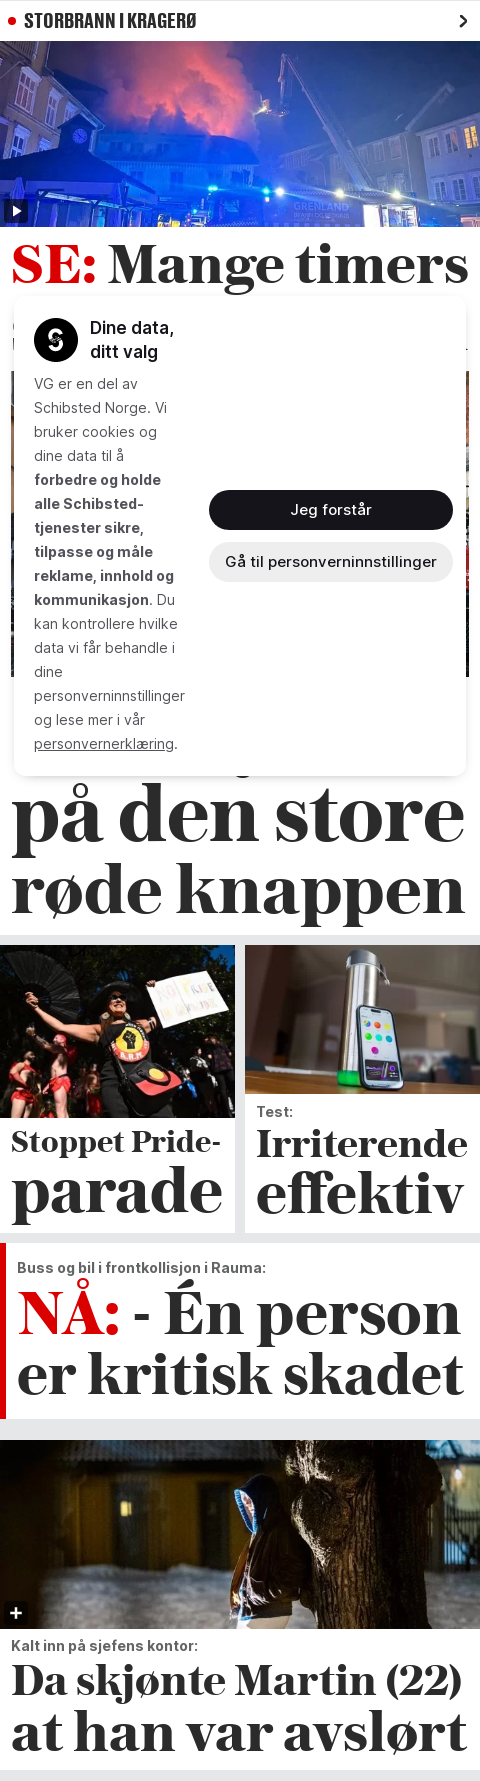 STORBRANN I KRAGERØ
GRENLAND
SE: Mange timers
Dine data,
ditt valg
VG er en del av
Schibsted Norge. Vi
bruker cookies og
dine data til å
forbedre og holde
alle Schibsted-
tjenester sikre,
tilpasse og måle
reklame, innhold og
kommunikasjon. Du
kan kontrollere hvilke
data vi får behandle i
dine
personverninnstillinger
og lese mer i vår
personvernerklæring.
Jeg forstår
Gå til personverninnstillinger
på den store
røde knappen
Stoppet Pride-
parade
Test:
Irriterende
effektiv
Buss og bil i frontkollisjon i Rauma:
NÅ: - Én person
er kritisk skadet
Kalt inn på sjefens kontor:
Da skjønte Martin (22)
at han var avslørt